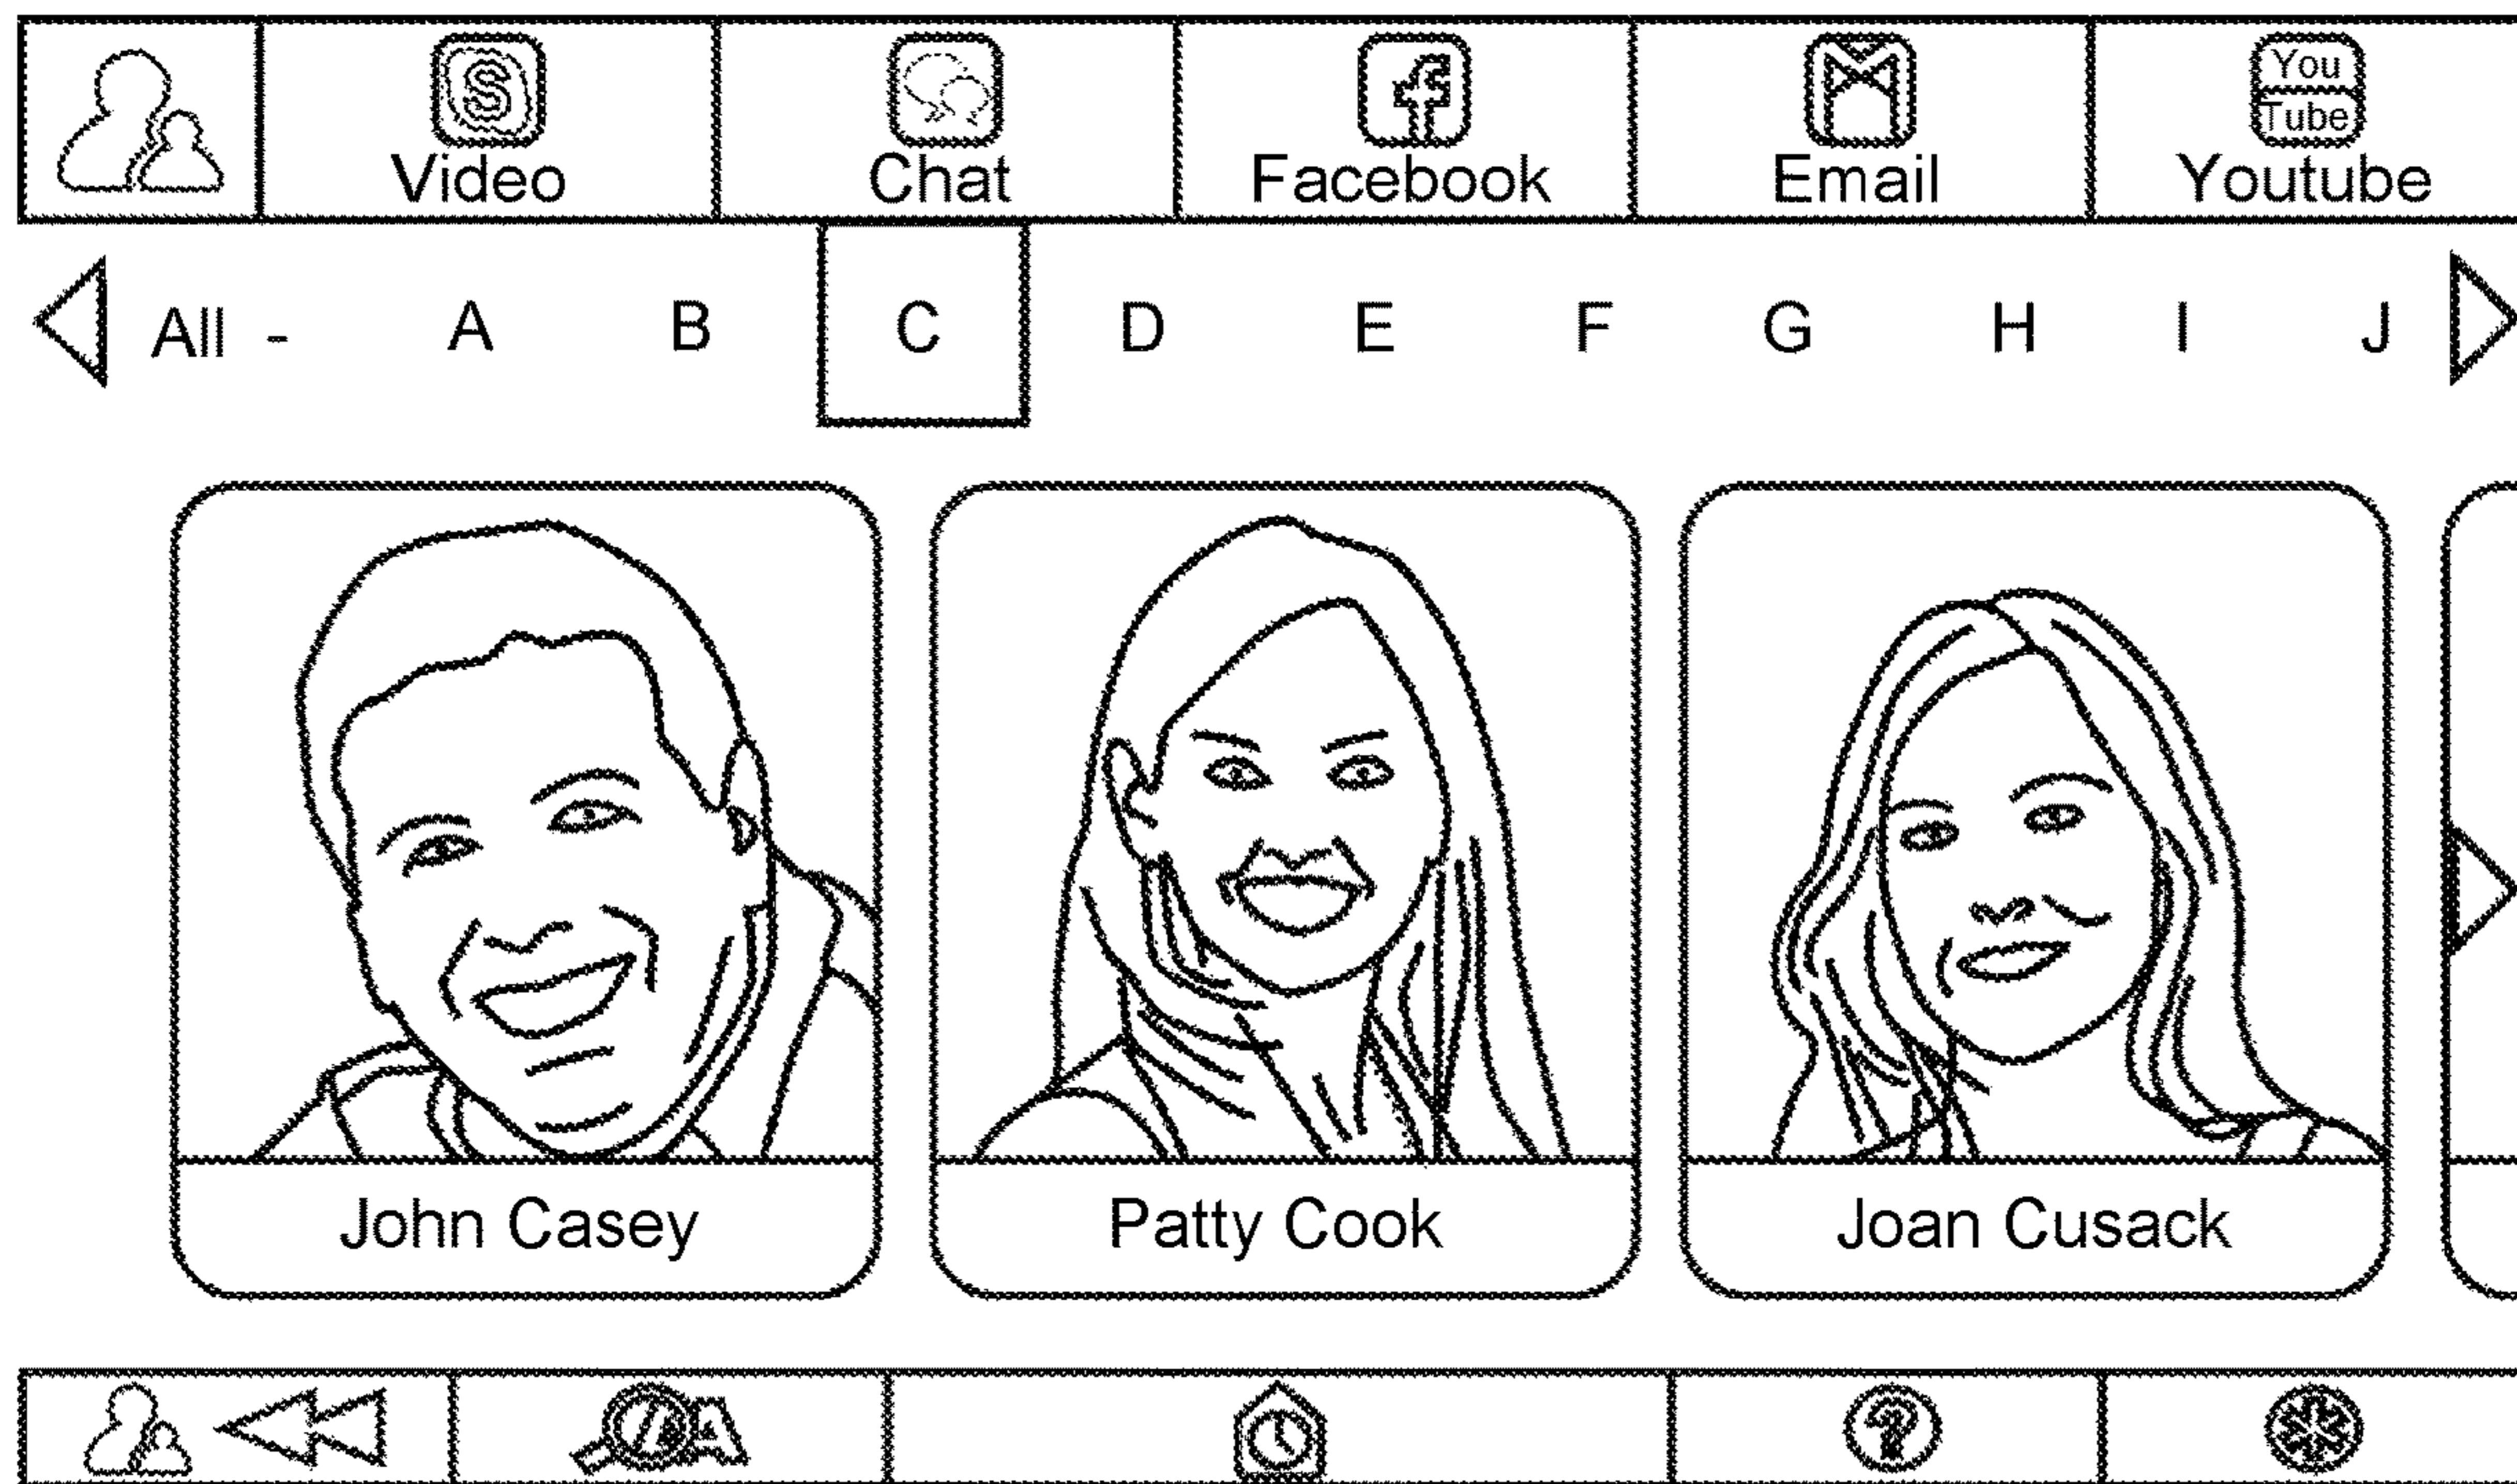 You
Tube
Video Chat Facebook Email Youtube
All - A B C D E F G H I J
John Casey Patty Cook Joan Cusack